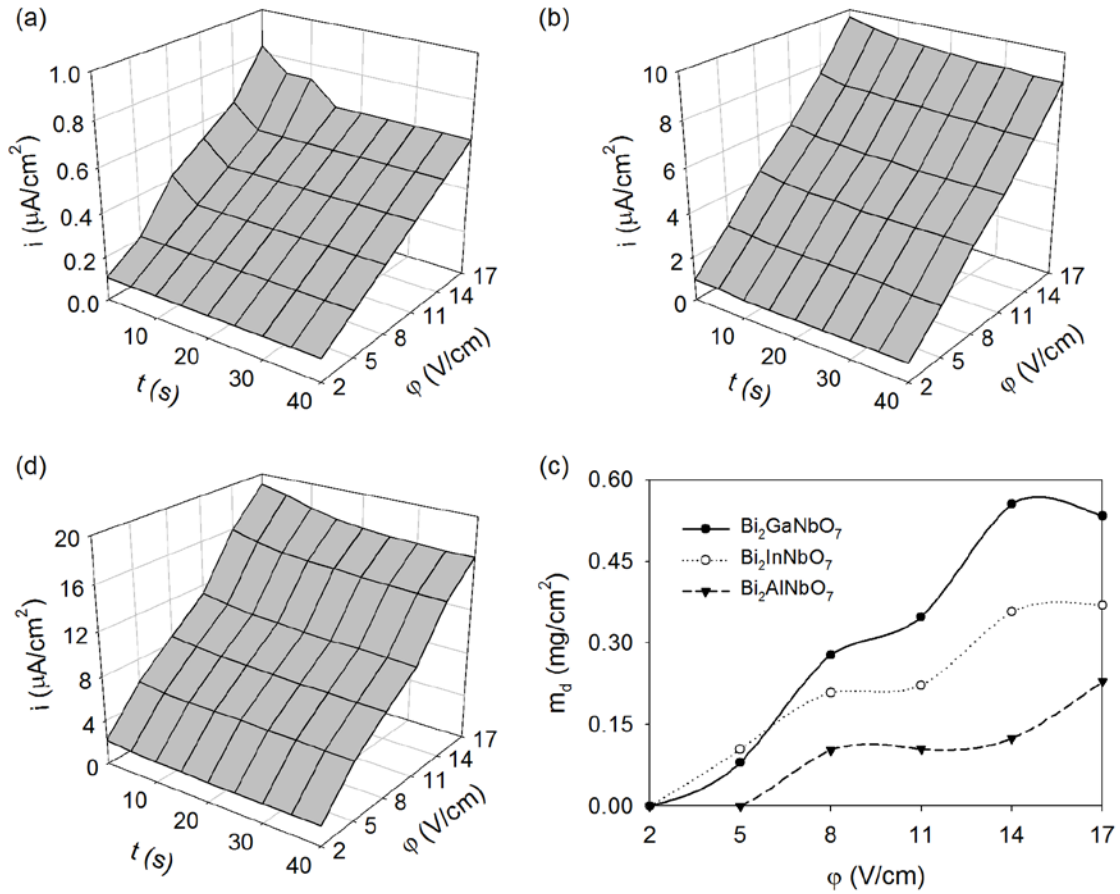 (a)
1.0
0.8
0.6
0.4
0.2
0.0
i (μA/cm²)
10
20
30
40
t (s)
2
5
8
11
14
17
φ (V/cm)
(b)
10
8
6
4
2
0
i (μA/cm²)
10
20
30
40
t (s)
2
5
8
11
14
17
φ (V/cm)
(d)
20
16
12
8
4
0
i (μA/cm²)
10
20
30
40
t (s)
2
5
8
11
14
17
φ (V/cm)
(c)
0.60
0.45
0.30
0.15
0.00
m_d (mg/cm²)
Bi₂GaNbO₇
Bi₂InNbO₇
Bi₂AlNbO₇
2 5 8 11 14 17
φ (V/cm)